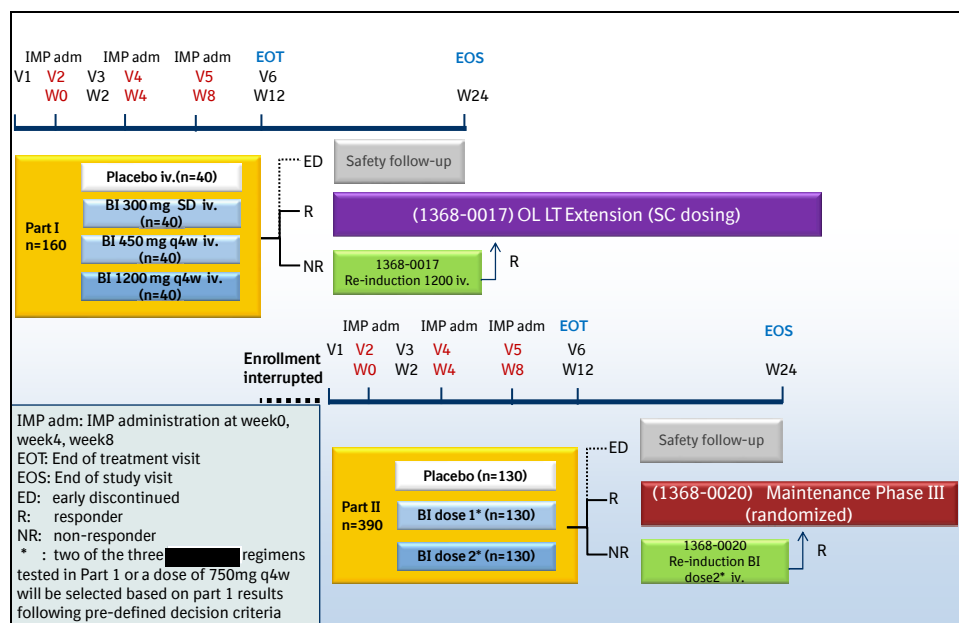 IMP adm IMP adm IMP adm EOT EOS
V1 V2 V3 V4 V5 V6
W0 W2 W4 W8 W12 W24
Part I
n=160
Placebo iv.(n=40)
BI 300 mg SD iv.
(n=40)
BI 450 mg q4w iv.
(n=40)
BI 1200 mg q4w iv.
(n=40)
ED
Safety follow-up
R
(1368-0017) OL LT Extension (SC dosing)
NR
1368-0017
Re-induction 1200 iv.
R
IMP adm IMP adm IMP adm EOT EOS
V1 V2 V3 V4 V5 V6
W0 W2 W4 W8 W12 W24
Enrollment
interrupted
Part II
n=390
Placebo (n=130)
BI dose 1* (n=130)
BI dose 2* (n=130)
ED
Safety follow-up
R
(1368-0020) Maintenance Phase III
(randomized)
NR
1368-0020
Re-induction BI
dose2* iv.
R
IMP adm: IMP administration at week0,
week4, week8
EOT: End of treatment visit
EOS: End of study visit
ED: early discontinued
R: responder
NR: non-responder
* : two of the three regimens
tested in Part 1 or a dose of 750mg q4w
will be selected based on part 1 results
following pre-defined decision criteria